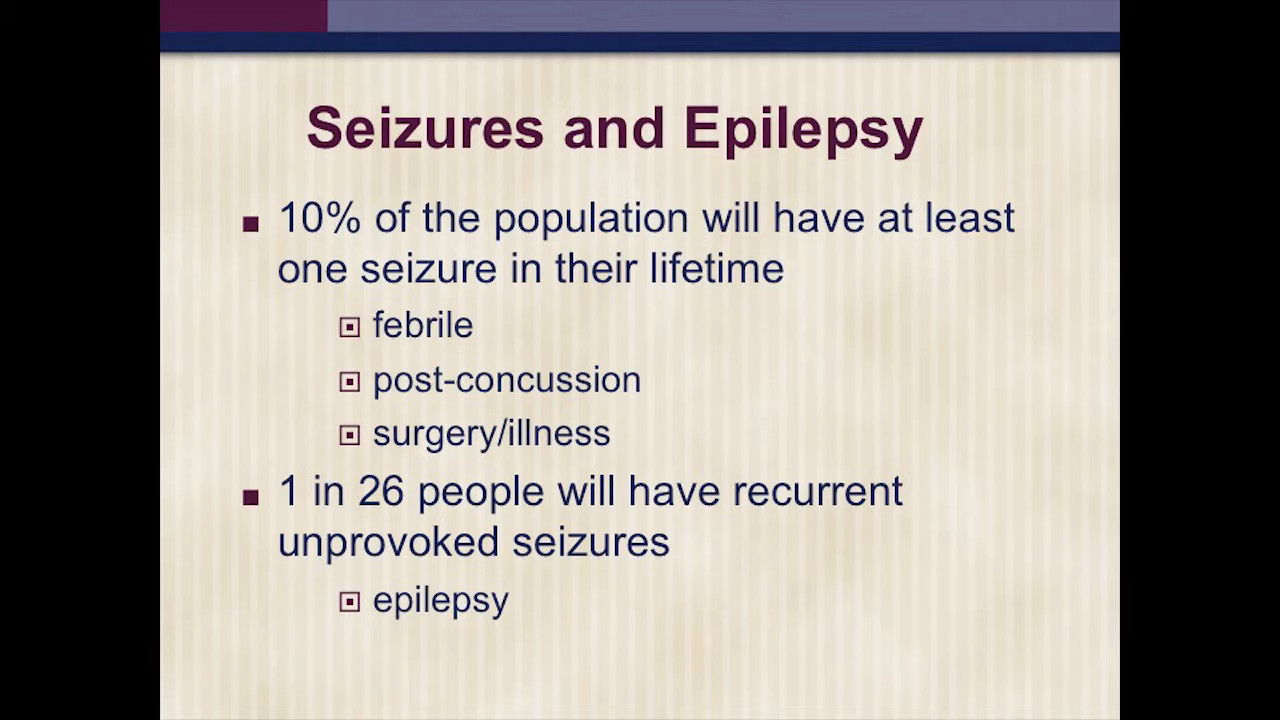 Seizures and Epilepsy
10% of the population will have at least
one seizure in their lifetime
febrile
post-concussion
surgery/illness
1 in 26 people will have recurrent
unprovoked seizures
epilepsy